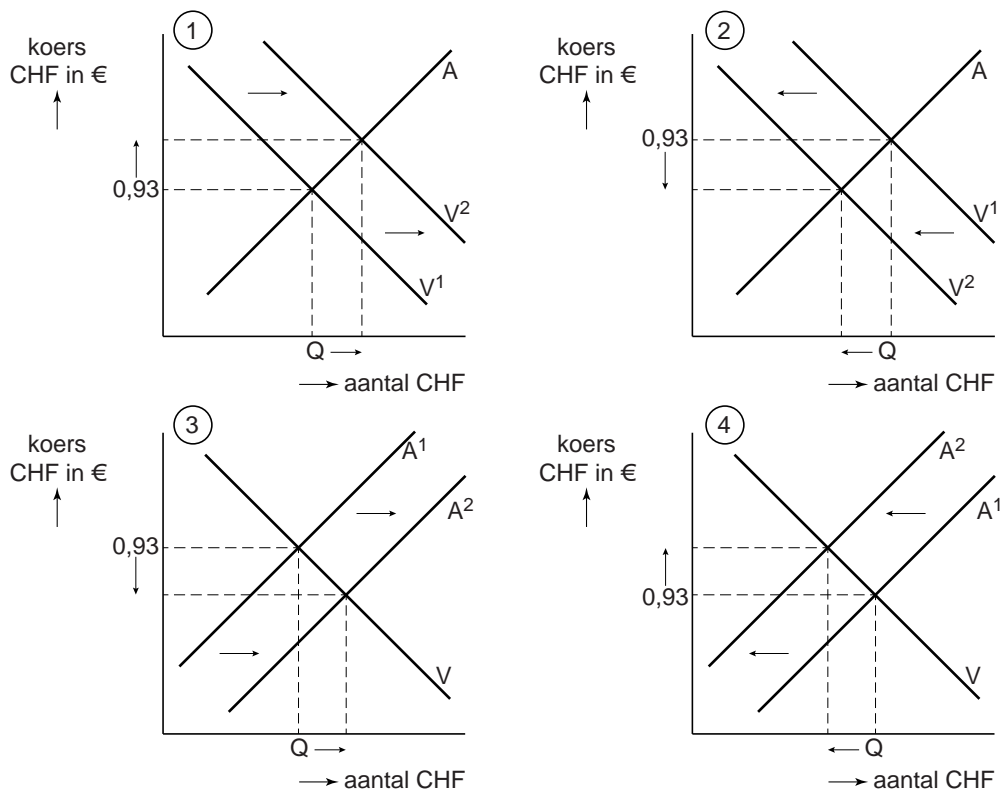 1
koers
CHF in €
A
0,93
V²
V¹
Q
aantal CHF
2
koers
CHF in €
A
0,93
V¹
V²
Q
aantal CHF
3
koers
CHF in €
A¹
A²
0,93
V
Q
aantal CHF
4
koers
CHF in €
A²
A¹
0,93
V
Q
aantal CHF